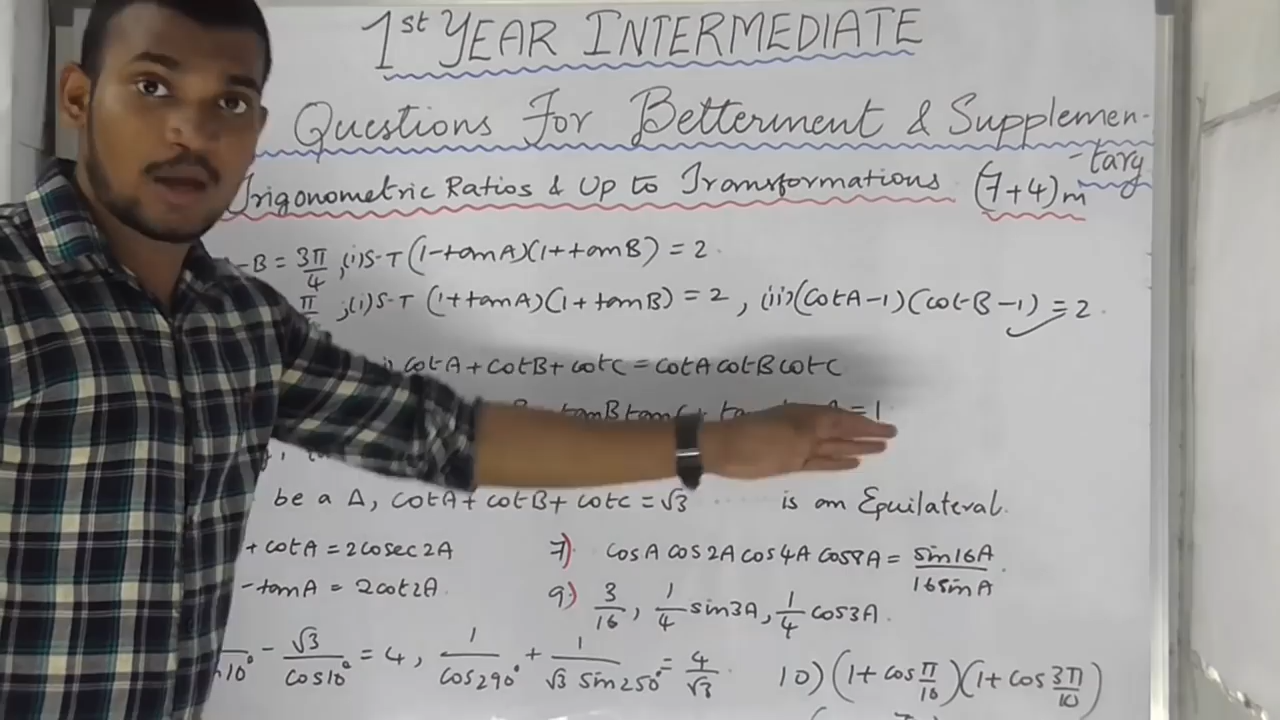 1st YEAR INTERMEDIATE
Questions For Betterment & Supplemen-
-tary
Trigonometric Ratios & Up to Transformations (7+4)m
-B = 3π/4 ,(i)S-T (1-tanA)(1+tanB) = 2
π ,(i)S-T (1+tanA)(1+tanB) = 2 , (ii)(cotA-1)(cot-B-1) = 2.
cotA + cotB + cotC = cotA cotB cotC
tanB tanC + = 1
be a Δ, cotA + cotB + cotC = √3 is an Equilateral.
+ cotA = 2cosec2A 7) cosA cos2A cos4A cos8A = sin16A/16sinA.
-tanA = 2cot2A. 9) 3/16, 1/4 sin3A, 1/4 cos3A.
10° - √3/cos10° = 4, 1/cos290° + 1/√3 sin250° = 4/√3. 10) (1+cos π/10)(1+cos 3π/10)